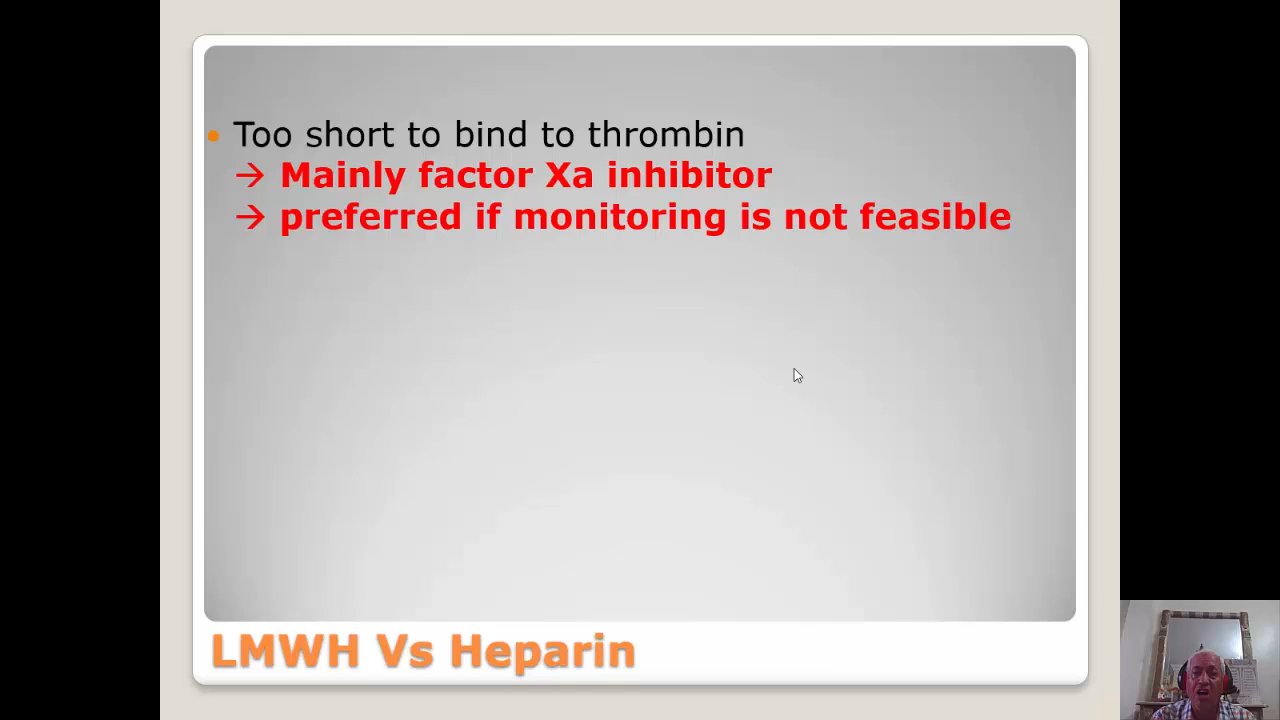 • Too short to bind to thrombin
→ Mainly factor Xa inhibitor
→ preferred if monitoring is not feasible
LMWH Vs Heparin